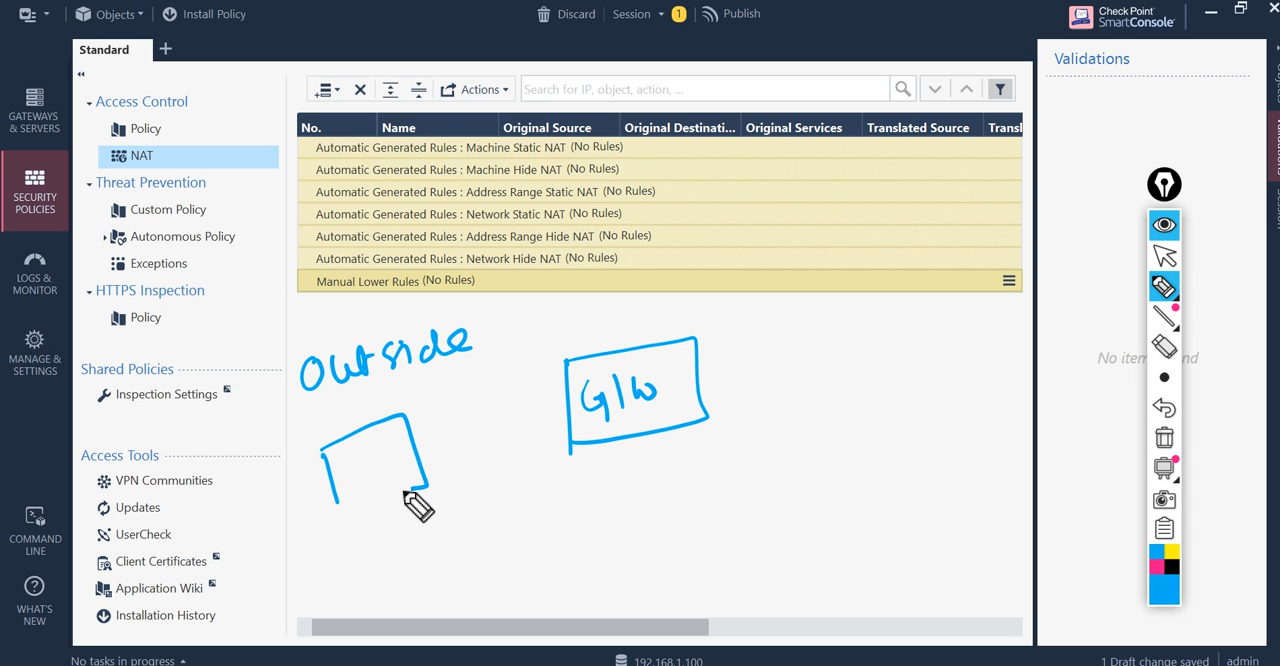 Objects
Install Policy
Discard
Session
1
Publish
Check Point
SmartConsole
Standard
GATEWAYS
& SERVERS
SECURITY
POLICIES
LOGS &
MONITOR
MANAGE &
SETTINGS
COMMAND
LINE
WHAT'S
NEW
Access Control
Policy
NAT
Threat Prevention
Custom Policy
Autonomous Policy
Exceptions
HTTPS Inspection
Policy
Shared Policies
Inspection Settings
Access Tools
VPN Communities
Updates
UserCheck
Client Certificates
Application Wiki
Installation History
Actions
Search for IP, object, action, ...
No. Name Original Source Original Destinati... Original Services Translated Source Transl
Automatic Generated Rules : Machine Static NAT (No Rules)
Automatic Generated Rules : Machine Hide NAT (No Rules)
Automatic Generated Rules : Address Range Static NAT (No Rules)
Automatic Generated Rules : Network Static NAT (No Rules)
Automatic Generated Rules : Address Range Hide NAT (No Rules)
Automatic Generated Rules : Network Hide NAT (No Rules)
Manual Lower Rules (No Rules)
outside
G/W
Validations
No item nd
No tasks in progress
192.168.1.100
1 Draft change saved
admin